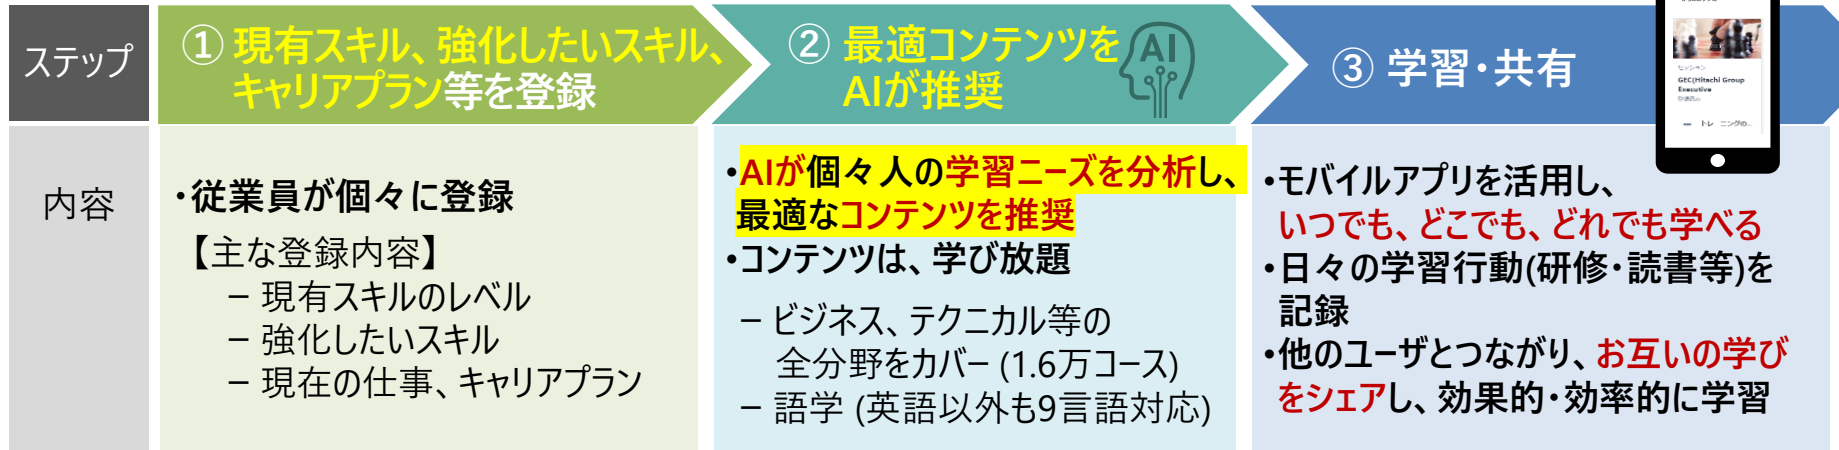 ステップ
① 現有スキル、強化したいスキル、
キャリアプラン等を登録
② 最適コンテンツを
AIが推奨
AI
③ 学習・共有
GEC(Hitachi Group
Executive
ー トレーニングの...
内容
・従業員が個々に登録
【主な登録内容】
－ 現有スキルのレベル
－ 強化したいスキル
－ 現在の仕事、キャリアプラン
・AIが個々人の学習ニーズを分析し、
最適なコンテンツを推奨
・コンテンツは、学び放題
－ ビジネス、テクニカル等の
全分野をカバー (1.6万コース)
－ 語学 (英語以外も9言語対応)
・モバイルアプリを活用し、
いつでも、どこでも、どれでも学べる
・日々の学習行動(研修・読書等)を
記録
・他のユーザとつながり、お互いの学び
をシェアし、効果的・効率的に学習